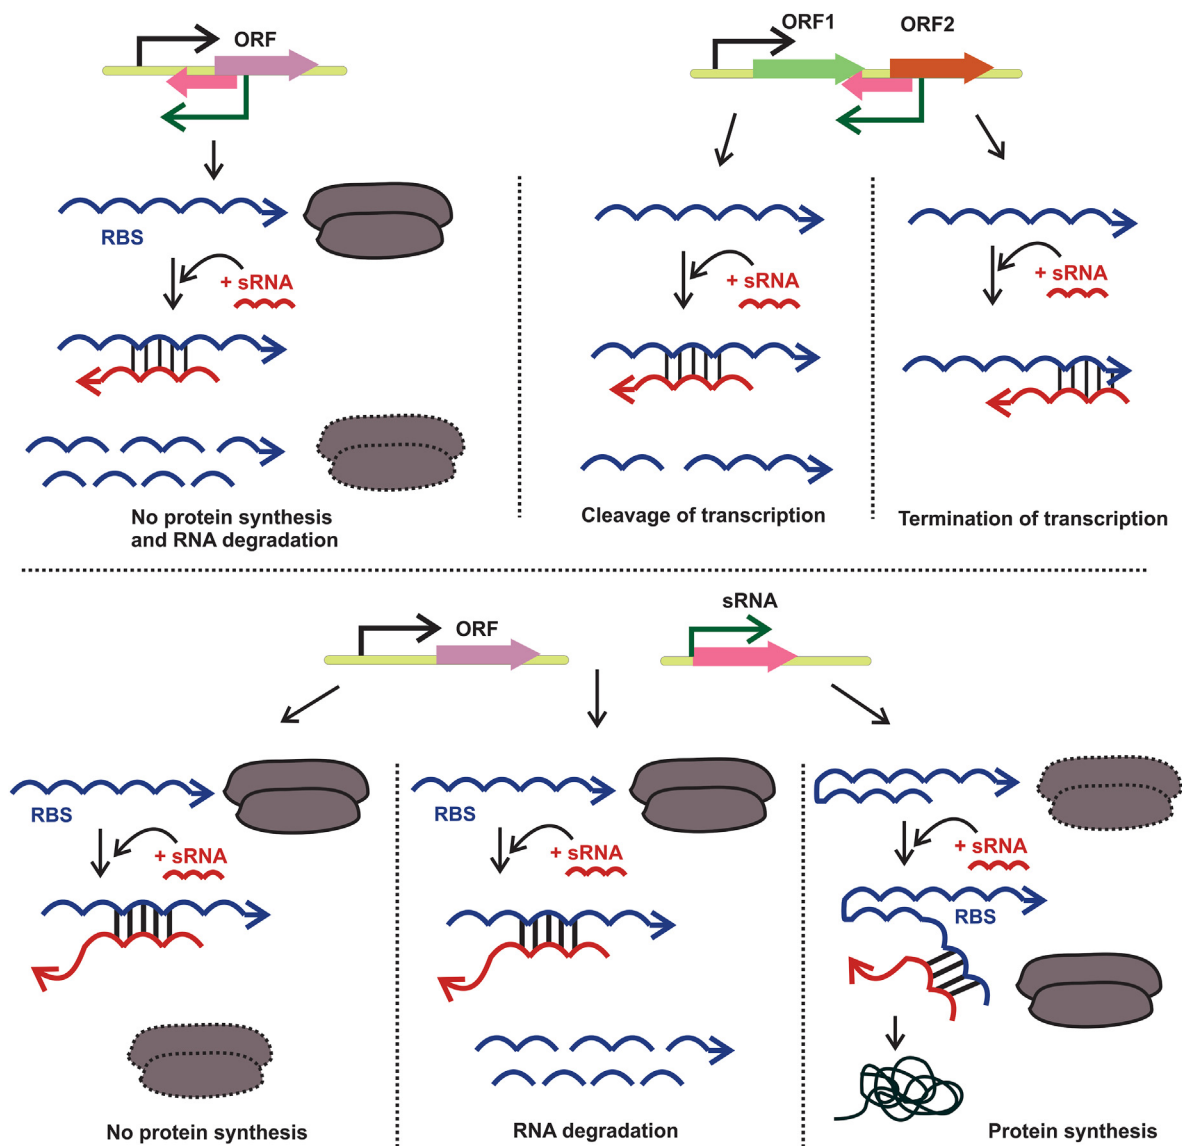 ORF
RBS
+ sRNA
No protein synthesis
and RNA degradation
ORF1
ORF2
+ sRNA
Cleavage of transcription
+ sRNA
Termination of transcription
ORF
sRNA
RBS
+ sRNA
No protein synthesis
RBS
+ sRNA
RNA degradation
+ sRNA
RBS
Protein synthesis